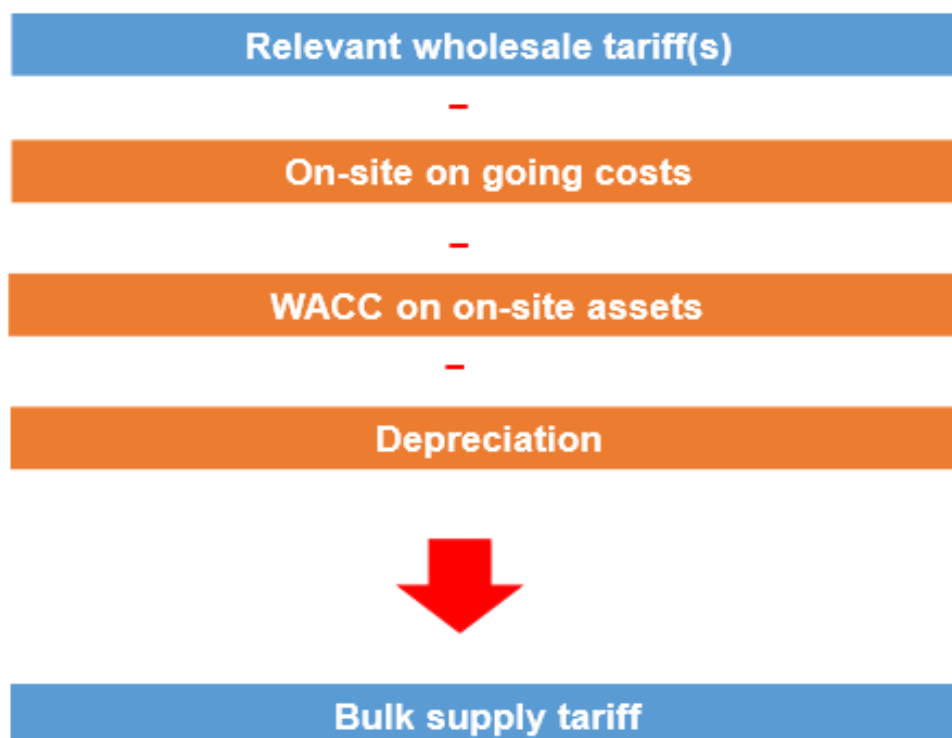 Relevant wholesale tariff(s)
–
On-site on going costs
–
WACC on on-site assets
–
Depreciation
Bulk supply tariff